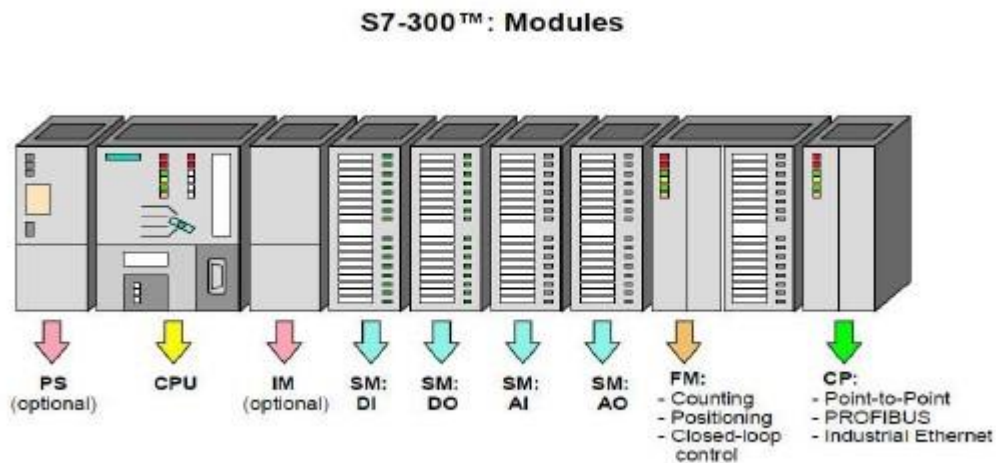 S7-300™: Modules
PS
(optional)
CPU
IM
(optional)
SM:
DI
SM:
DO
SM:
AI
SM:
AO
FM:
- Counting
- Positioning
- Closed-loop
control
CP:
- Point-to-Point
- PROFIBUS
- Industrial Ethernet